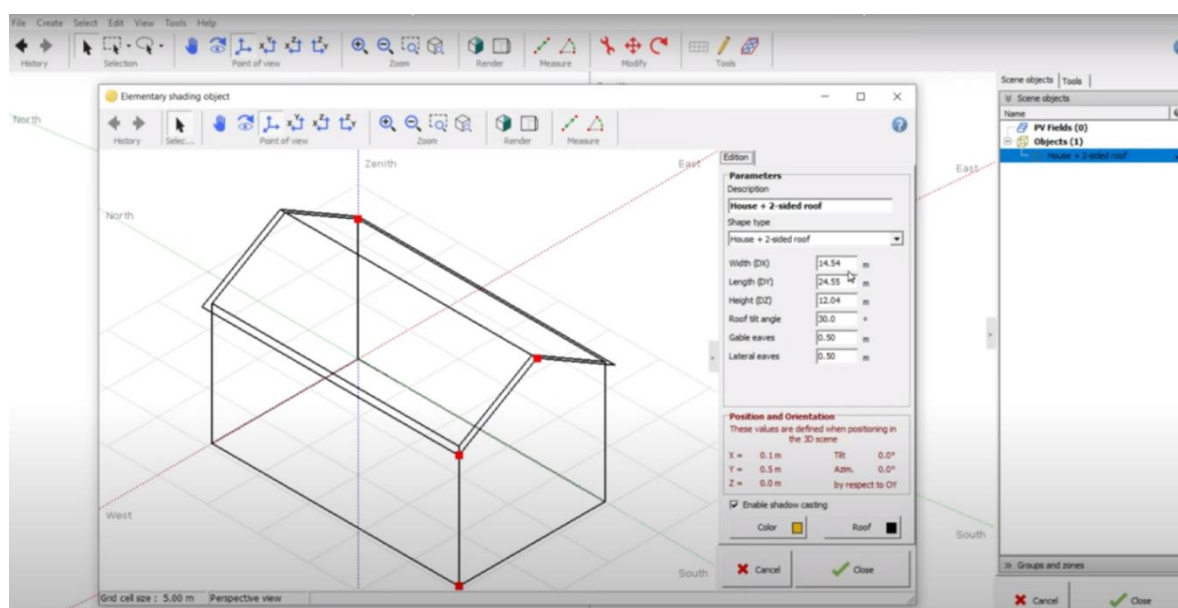 File Create Select Edit View Tools Help
History Selection Point of view Zoom Render Measure Modify Tools
Scene objects Tools
Scene objects
Name
PV Fields (0)
Objects (1)
House + 2-sided roof
North
East
South
Elementary shading object
History Selec... Point of view Zoom Render Measure
Zenith
East
North
West
South
Edition
Parameters
Description
House + 2-sided roof
Shape type
House + 2-sided roof
Width (DX) 14.54 m
Length (DY) 24.55 m
Height (DZ) 12.04 m
Roof tilt angle 30.0 °
Gable eaves 0.50 m
Lateral eaves 0.50 m
Position and Orientation
These values are defined when positioning in
the 3D scene
X = 0.1 m Tilt 0.0°
Y = 0.5 m Azim. 0.0°
Z = 0.0 m by respect to OY
Enable shadow casting
Color Roof
Cancel Close
Grid cell size : 5.00 m Perspective view
Groups and zones
Cancel Close